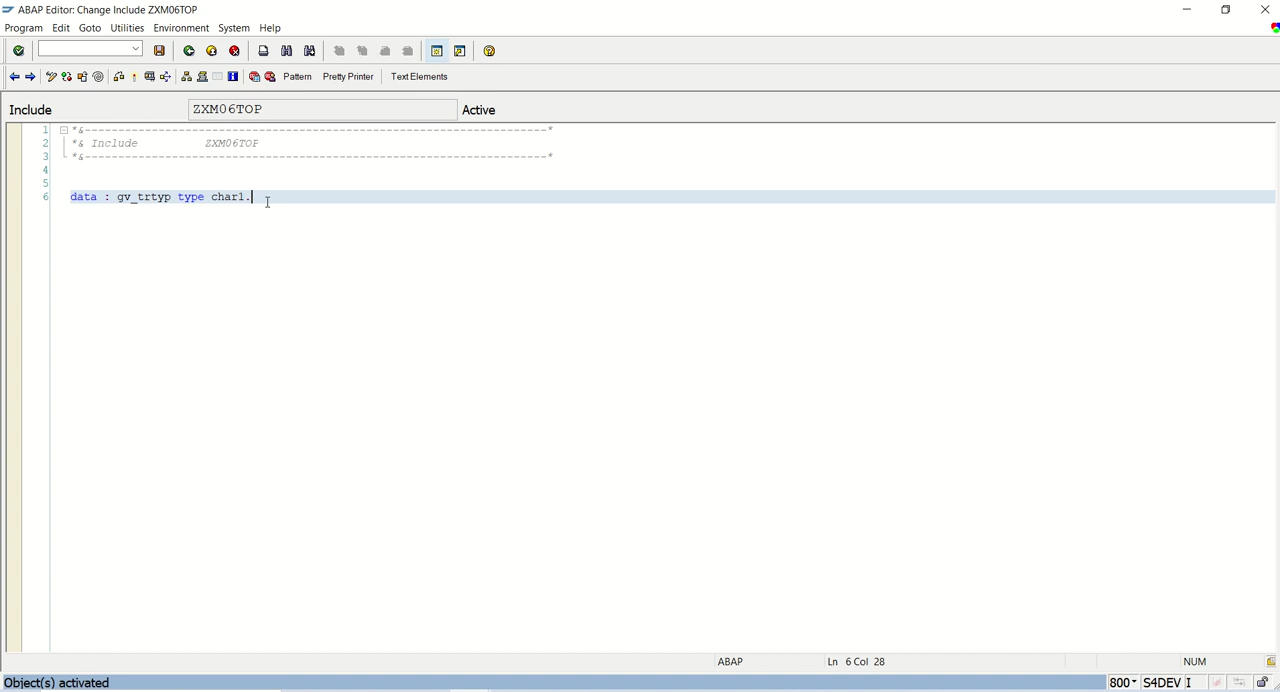 ABAP Editor: Change Include ZXM06TOP
Program Edit Goto Utilities Environment System Help
Pattern Pretty Printer Text Elements
Include ZXM06TOP Active
1 *&---------------------------------------------------------------------*
2 *& Include ZXM06TOP
3 *&---------------------------------------------------------------------*
4
5
6 data : gv_trtyp type char1.
ABAP Ln 6 Col 28 NUM
Object(s) activated 800 S4DEV I